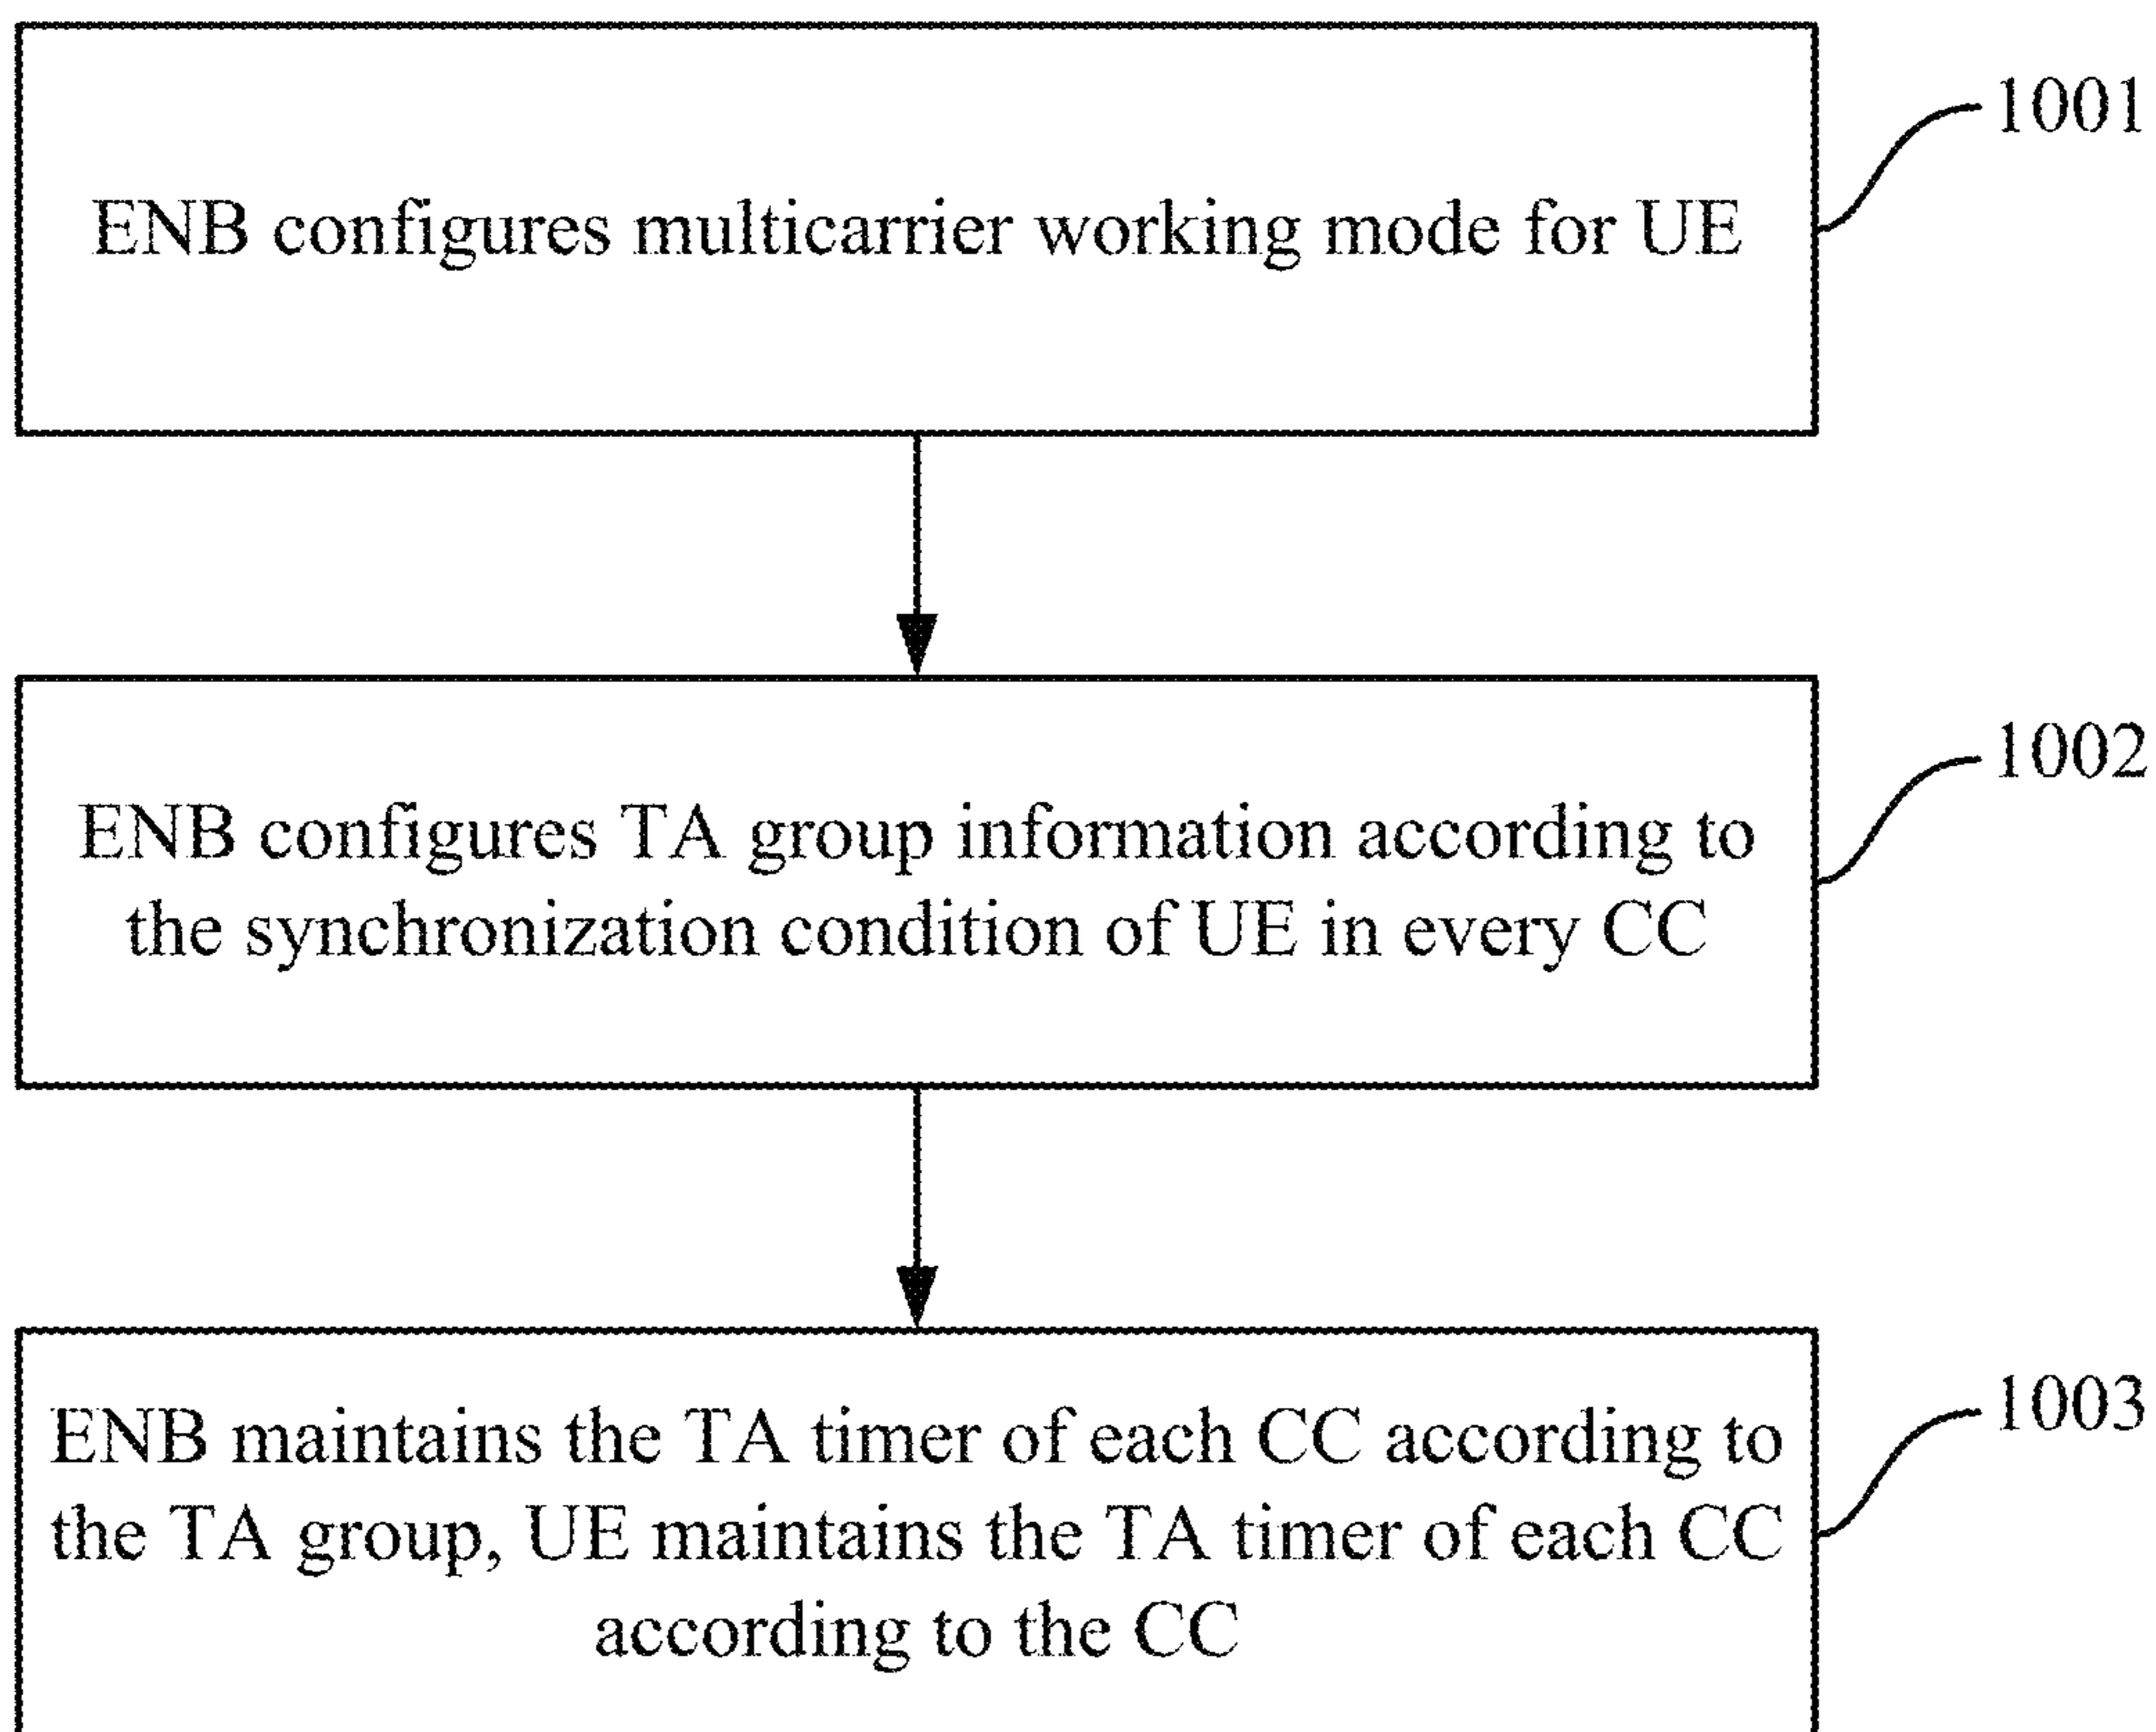 1001
ENB configures multicarrier working mode for UE
1002
ENB configures TA group information according to
the synchronization condition of UE in every CC
1003
ENB maintains the TA timer of each CC according to
the TA group, UE maintains the TA timer of each CC
according to the CC